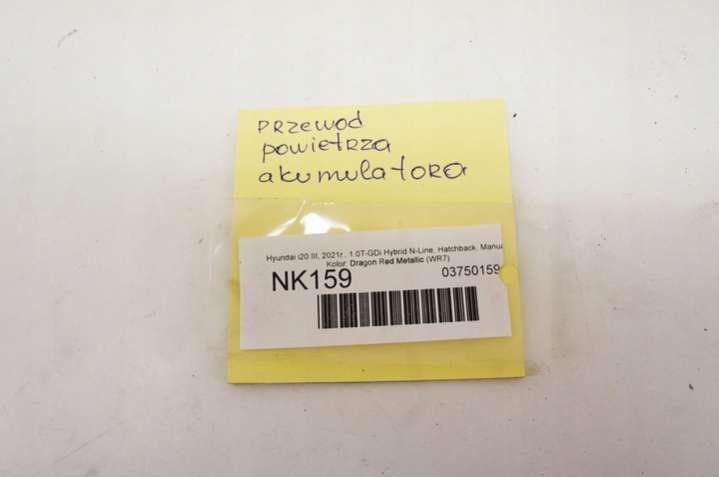 PRzewod
powietrza
akumulatora
Hyundai i20 III, 2021r., 1.0T-GDi Hybrid N-Line, Hatchback, Manua
Kolor: Dragon Red Metallic (WR7)
NK159 03750159